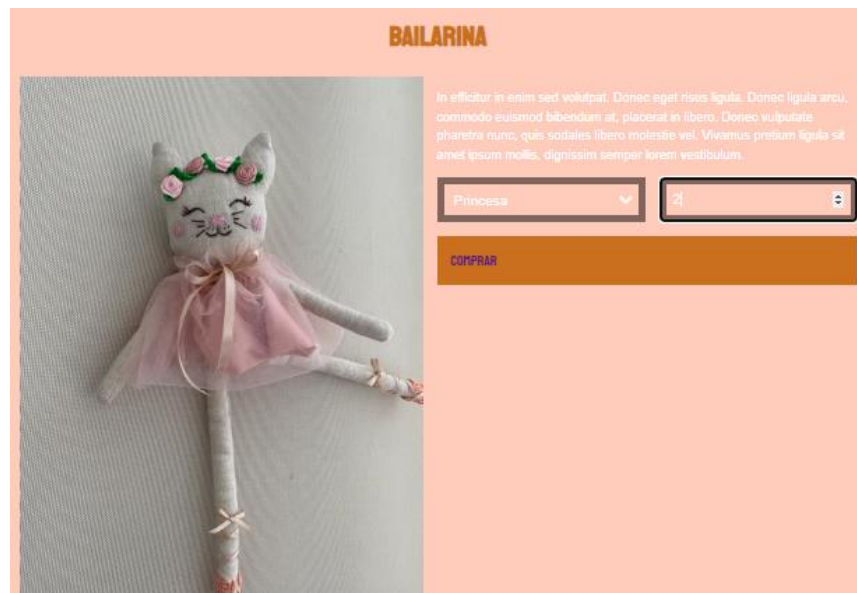 BAILARINA
In efficitur in enim sed volutpat. Donec eget risus ligula. Donec ligula arcu,
commodo euismod bibendum at, placerat in libero. Donec vulputate
pharetra nunc, quis sodales libero molestie vel. Vivamus pretium ligula sit
amet ipsum mollis, dignissim semper lorem vestibulum.
Princesa
2
COMPRAR